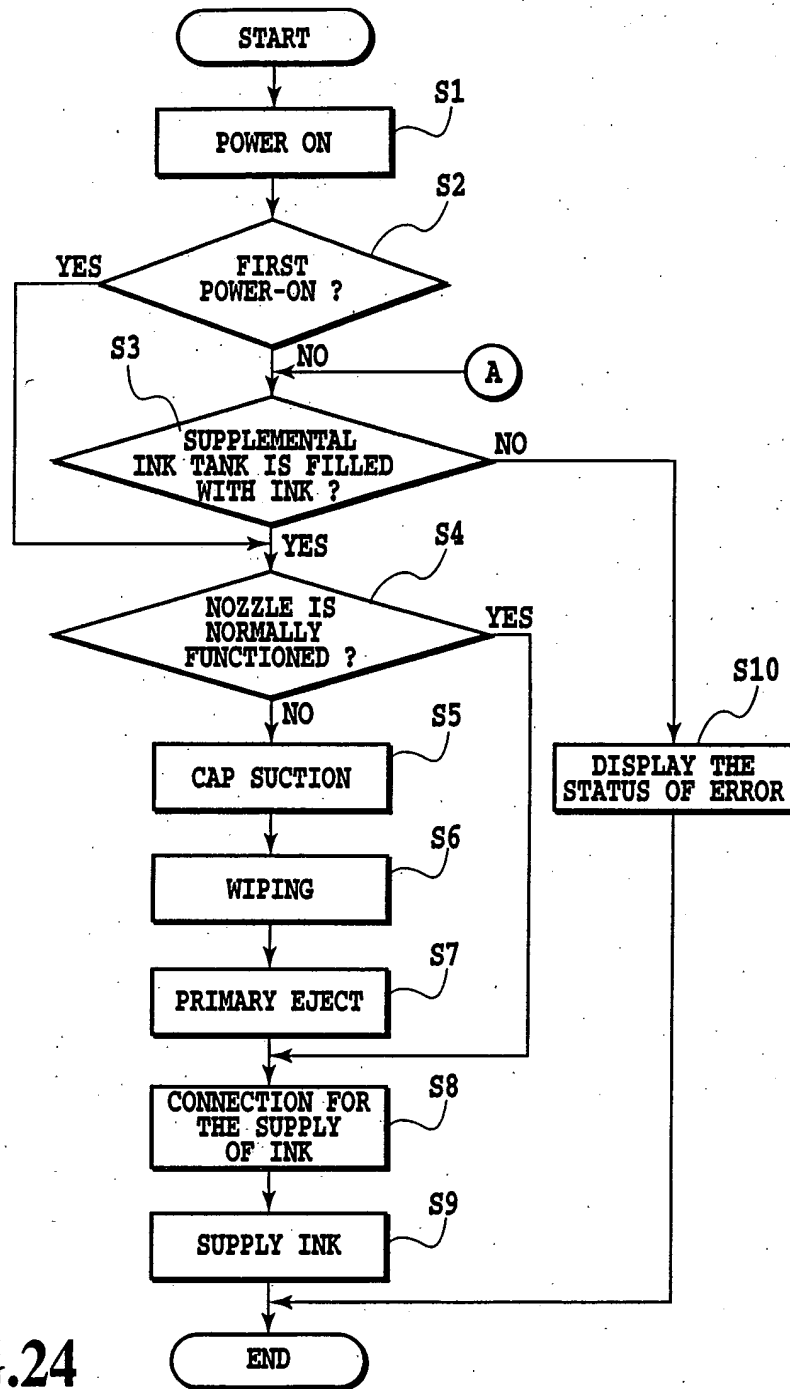 START
S1
POWER ON
S2
YES
FIRST
POWER-ON ?
S3
NO
A
SUPPLEMENTAL
INK TANK IS FILLED
WITH INK ?
NO
YES
S4
NOZZLE IS
NORMALLY
FUNCTIONED ?
YES
S10
NO
S5
CAP SUCTION
DISPLAY THE
STATUS OF ERROR
S6
WIPING
S7
PRIMARY EJECT
S8
CONNECTION FOR
THE SUPPLY
OF INK
S9
SUPPLY INK
END
.24